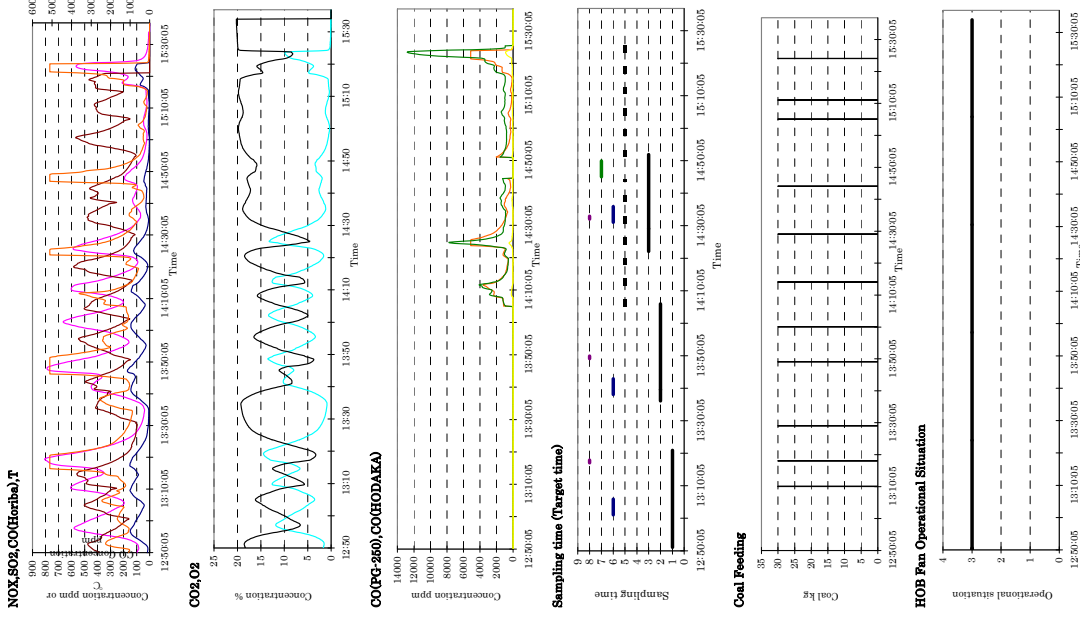 NOX,SO2,CO(Horiba),T
Concentration ppm or
℃
CO Concentration
ppm
900
800
700
600
500
400
300
200
100
0
1000
800
600
400
200
0
12:50:05 13:10:05 13:30:05 13:50:05 14:10:05 14:30:05 14:50:05 15:10:05 15:30:05
Time
CO2,O2
Concentration %
25
20
15
10
5
0
12:50 13:10 13:30 13:50 14:10 14:30 14:50 15:10 15:30
Time
CO(PG-250),CO(HODAKA)
Concentration ppm
14000
12000
10000
8000
6000
4000
2000
0
12:50:05 13:10:05 13:30:05 13:50:05 14:10:05 14:30:05 14:50:05 15:10:05 15:30:05
Time
Sampling time (Target time)
Sampling time
9
8
7
6
5
4
3
2
1
0
12:50:05 13:10:05 13:30:05 13:50:05 14:10:05 14:30:05 14:50:05 15:10:05 15:30:05
Time
Coal Feeding
Coal kg
35
30
25
20
15
10
5
0
12:50:05 13:10:05 13:30:05 13:50:05 14:10:05 14:30:05 14:50:05 15:10:05 15:30:05
Time
HOB Fan Operational Situation
Operational situation
4
3
2
1
0
12:50:05 13:10:05 13:30:05 13:50:05 14:10:05 14:30:05 14:50:05 15:10:05 15:30:05
Time